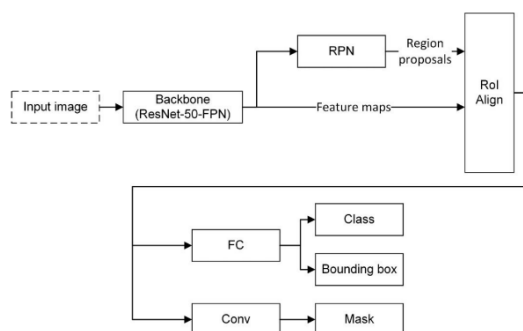 RPN
Region
proposals
Input image
Backbone
(ResNet-50-FPN)
Feature maps
RoI
Align
FC
Class
Bounding box
Conv
Mask